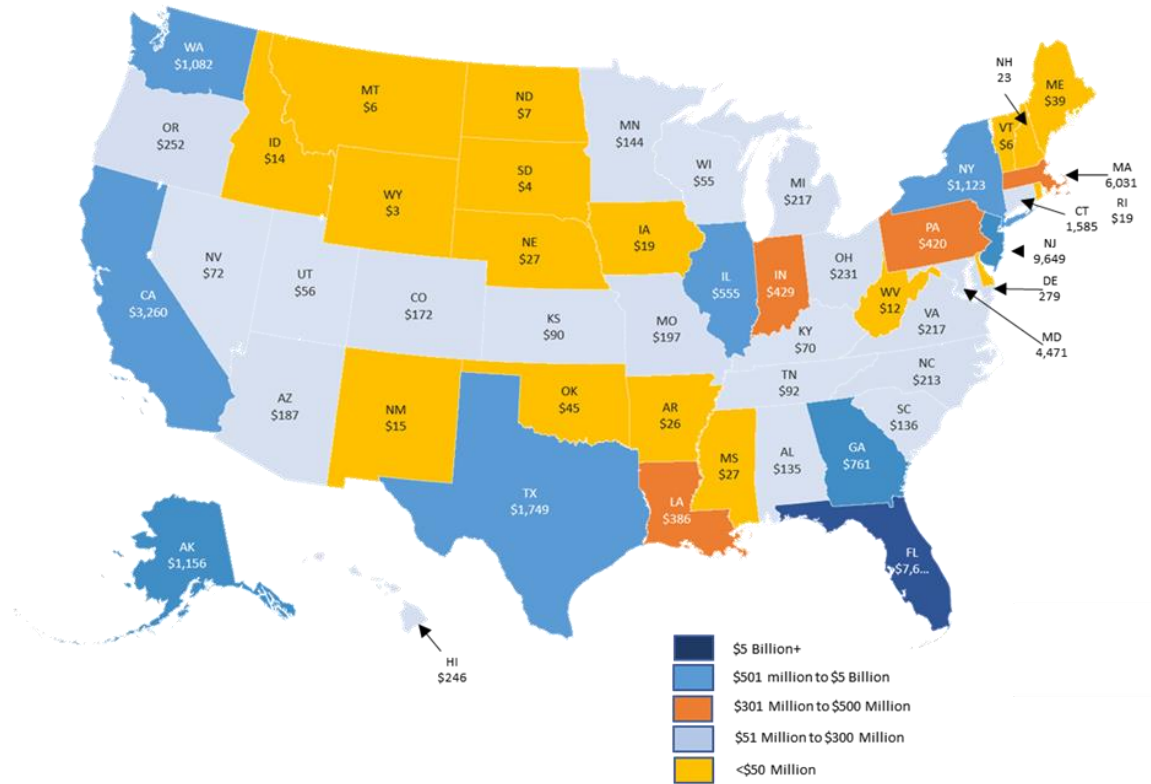 WA
$1,082
OR
$252
CA
$3,260
ID
$14
NV
$72
MT
$6
WY
$3
UT
$56
AZ
$187
CO
$172
NM
$15
ND
$7
SD
$4
NE
$27
KS
$90
OK
$45
TX
$1,749
MN
$144
IA
$19
MO
$197
AR
$26
LA
$386
WI
$55
IL
$555
MS
$27
MI
$217
IN
$429
KY
$70
TN
$92
AL
$135
OH
$231
WV
$12
VA
$217
NC
$213
SC
$136
GA
$761
FL
$7,6...
PA
$420
NY
$1,123
VT
$6
NH
23
ME
$39
MA
6,031
RI
$19
CT
1,585
NJ
9,649
DE
279
MD
4,471
AK
$1,156
HI
$246
$5 Billion+
$501 million to $5 Billion
$301 Million to $500 Million
$51 Million to $300 Million
<$50 Million